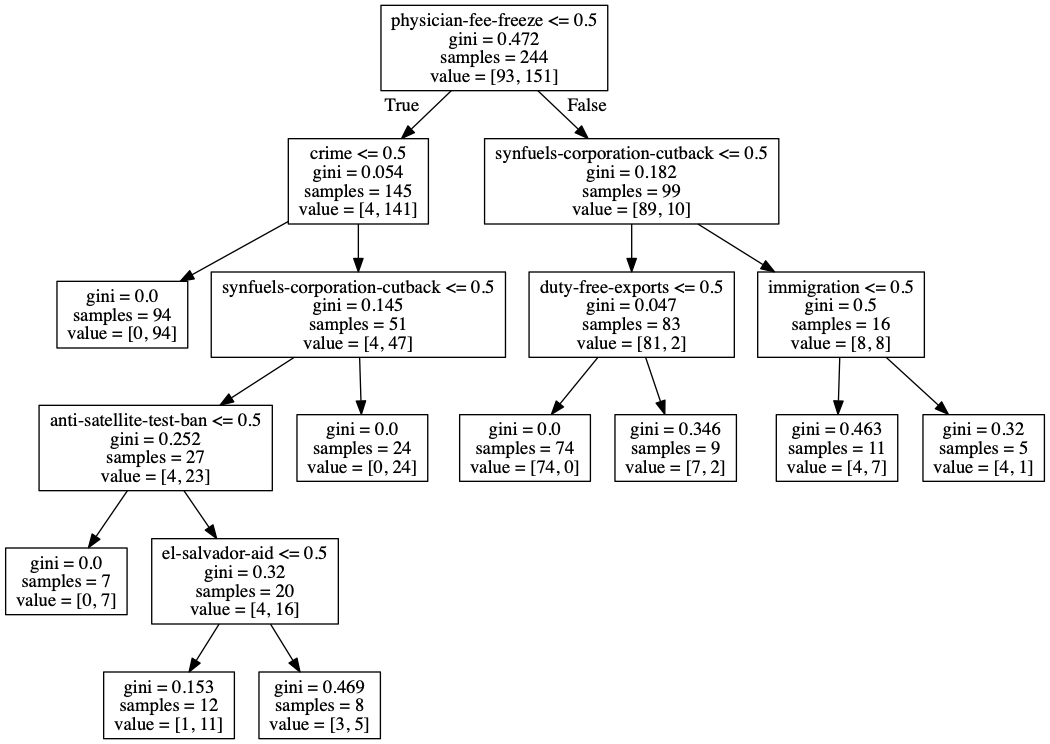 physician-fee-freeze <= 0.5
gini = 0.472
samples = 244
value = [93, 151]
True
False
crime <= 0.5
gini = 0.054
samples = 145
value = [4, 141]
synfuels-corporation-cutback <= 0.5
gini = 0.182
samples = 99
value = [89, 10]
gini = 0.0
samples = 94
value = [0, 94]
synfuels-corporation-cutback <= 0.5
gini = 0.145
samples = 51
value = [4, 47]
duty-free-exports <= 0.5
gini = 0.047
samples = 83
value = [81, 2]
immigration <= 0.5
gini = 0.5
samples = 16
value = [8, 8]
anti-satellite-test-ban <= 0.5
gini = 0.252
samples = 27
value = [4, 23]
gini = 0.0
samples = 24
value = [0, 24]
gini = 0.0
samples = 74
value = [74, 0]
gini = 0.346
samples = 9
value = [7, 2]
gini = 0.463
samples = 11
value = [4, 7]
gini = 0.32
samples = 5
value = [4, 1]
gini = 0.0
samples = 7
value = [0, 7]
el-salvador-aid <= 0.5
gini = 0.32
samples = 20
value = [4, 16]
gini = 0.153
samples = 12
value = [1, 11]
gini = 0.469
samples = 8
value = [3, 5]